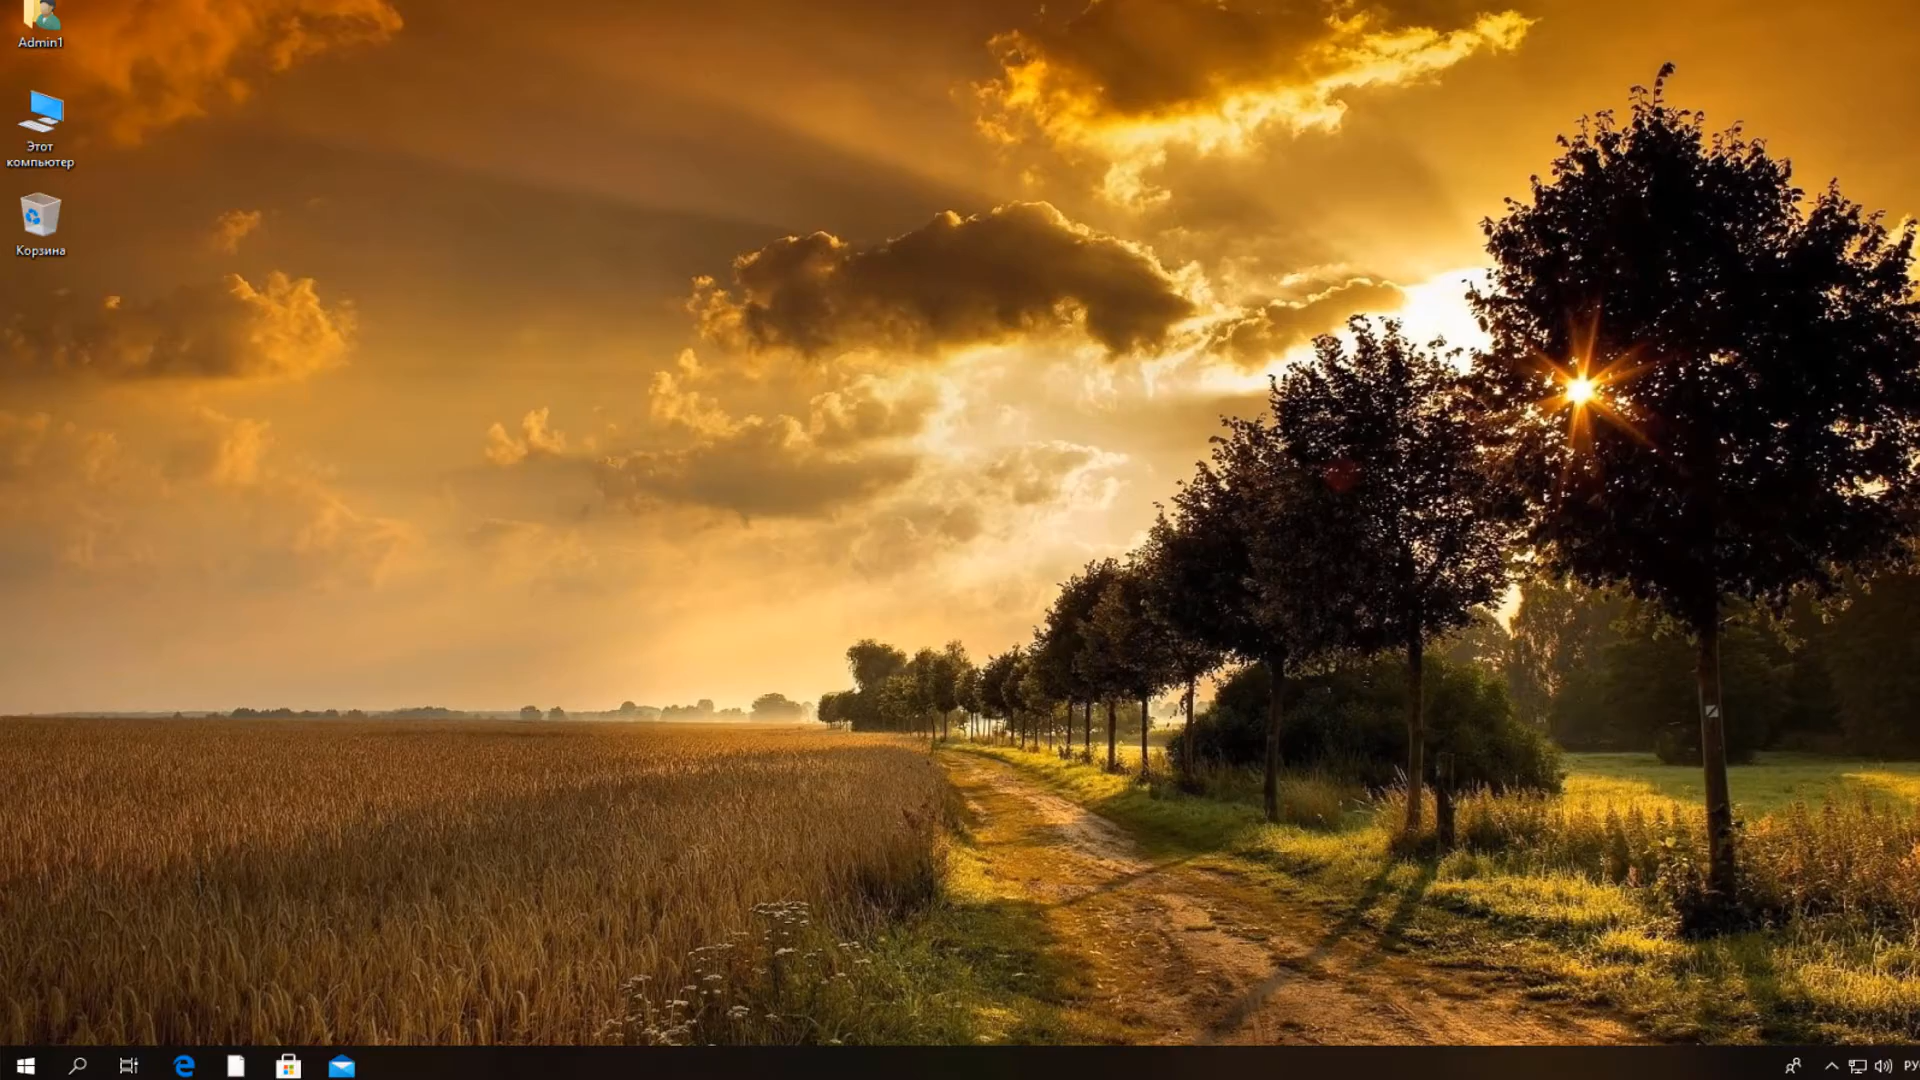 Admin1
Этот
компьютер
Корзина
РУ